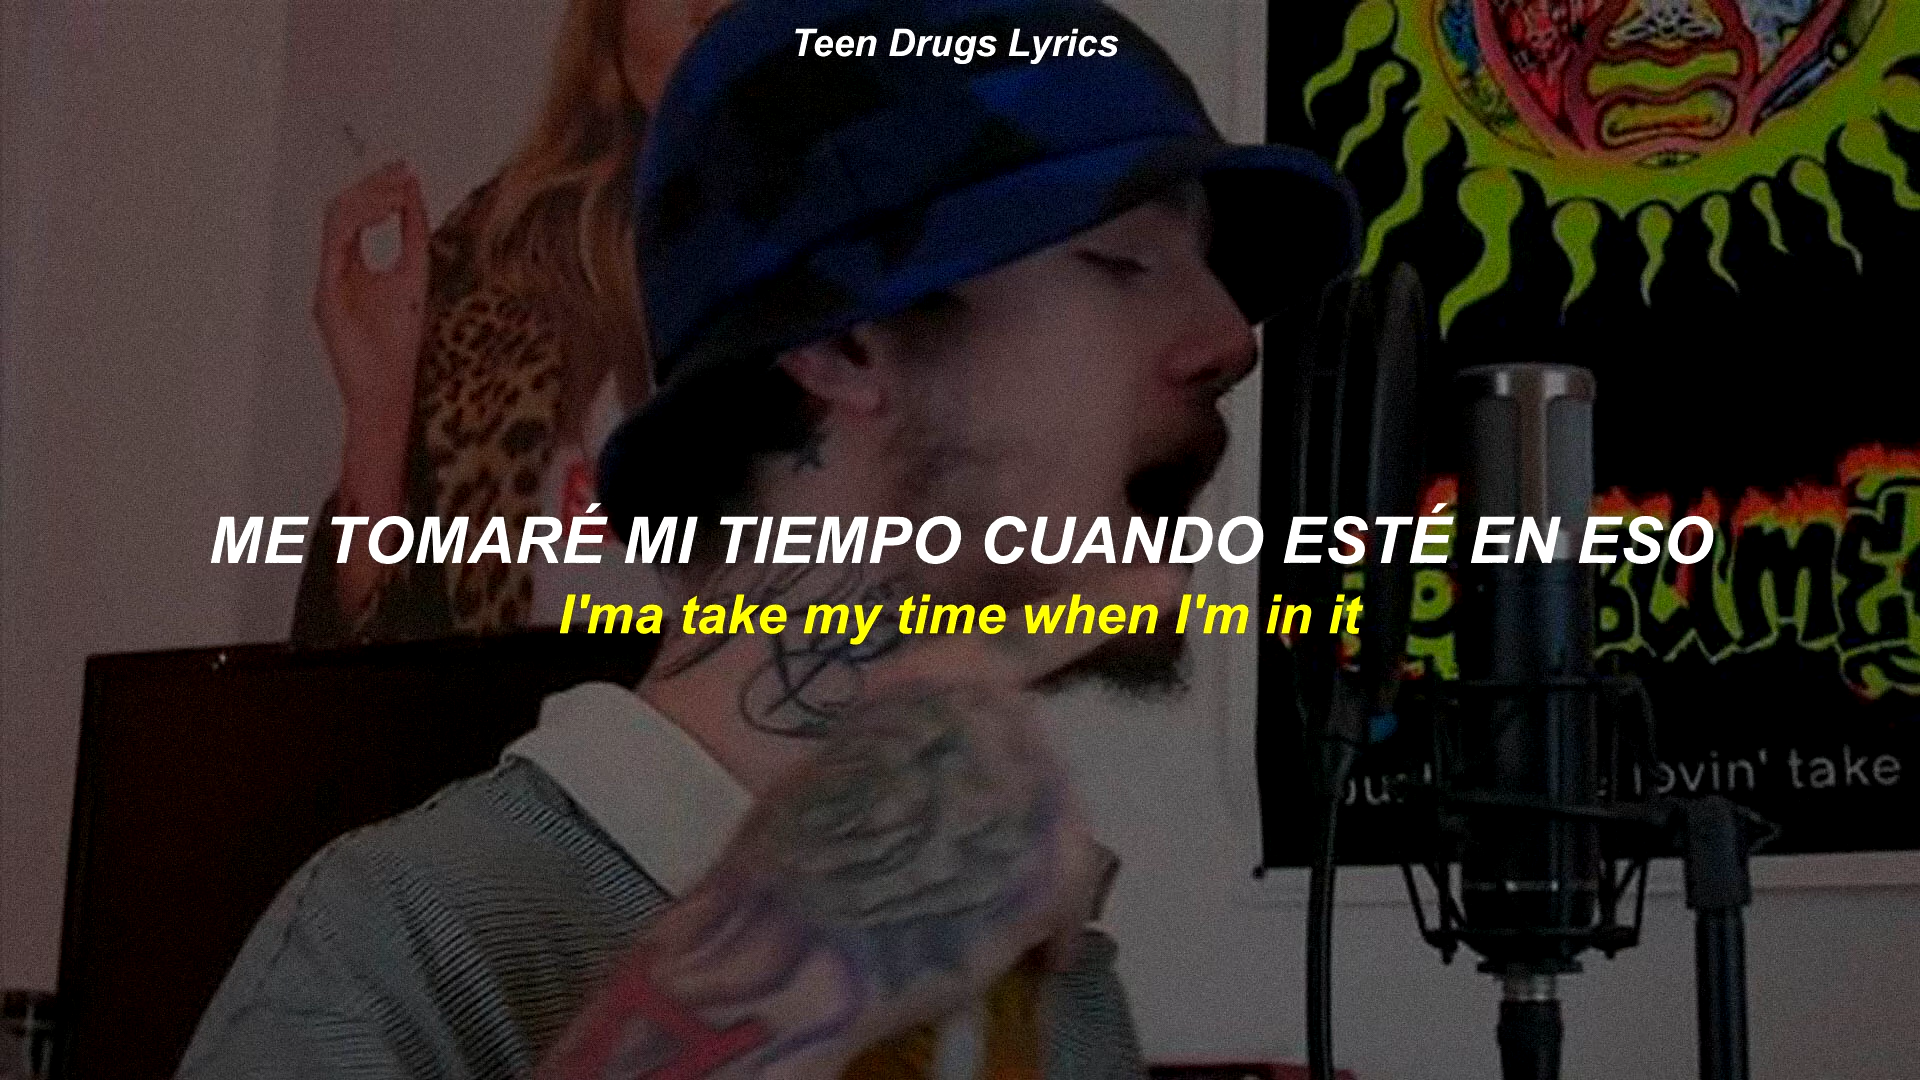 Teen Drugs Lyrics
ME TOMARÉ MI TIEMPO CUANDO ESTÉ EN ESO
I'ma take my time when I'm in it
lovin' take